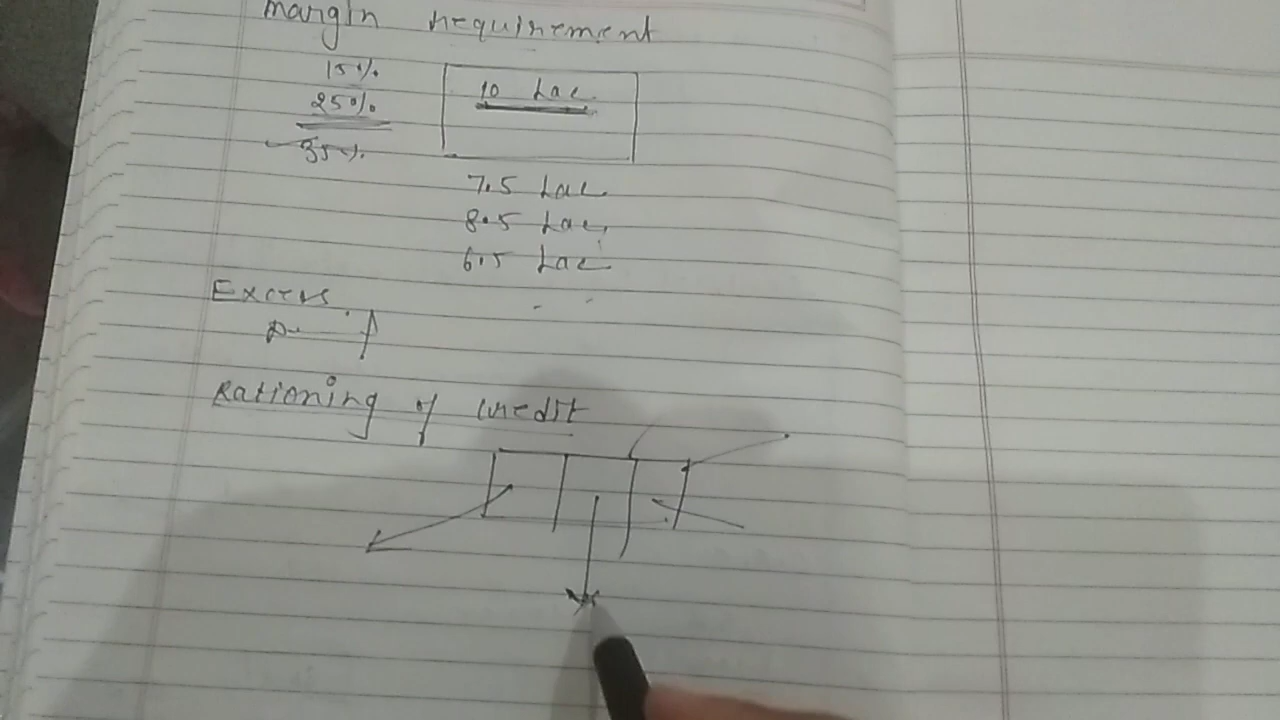 Margin requirement
15%
25%
35%
10 Lac
7.5 Lac
8.5 Lac
6.5 Lac
Excess
Rationing of credit